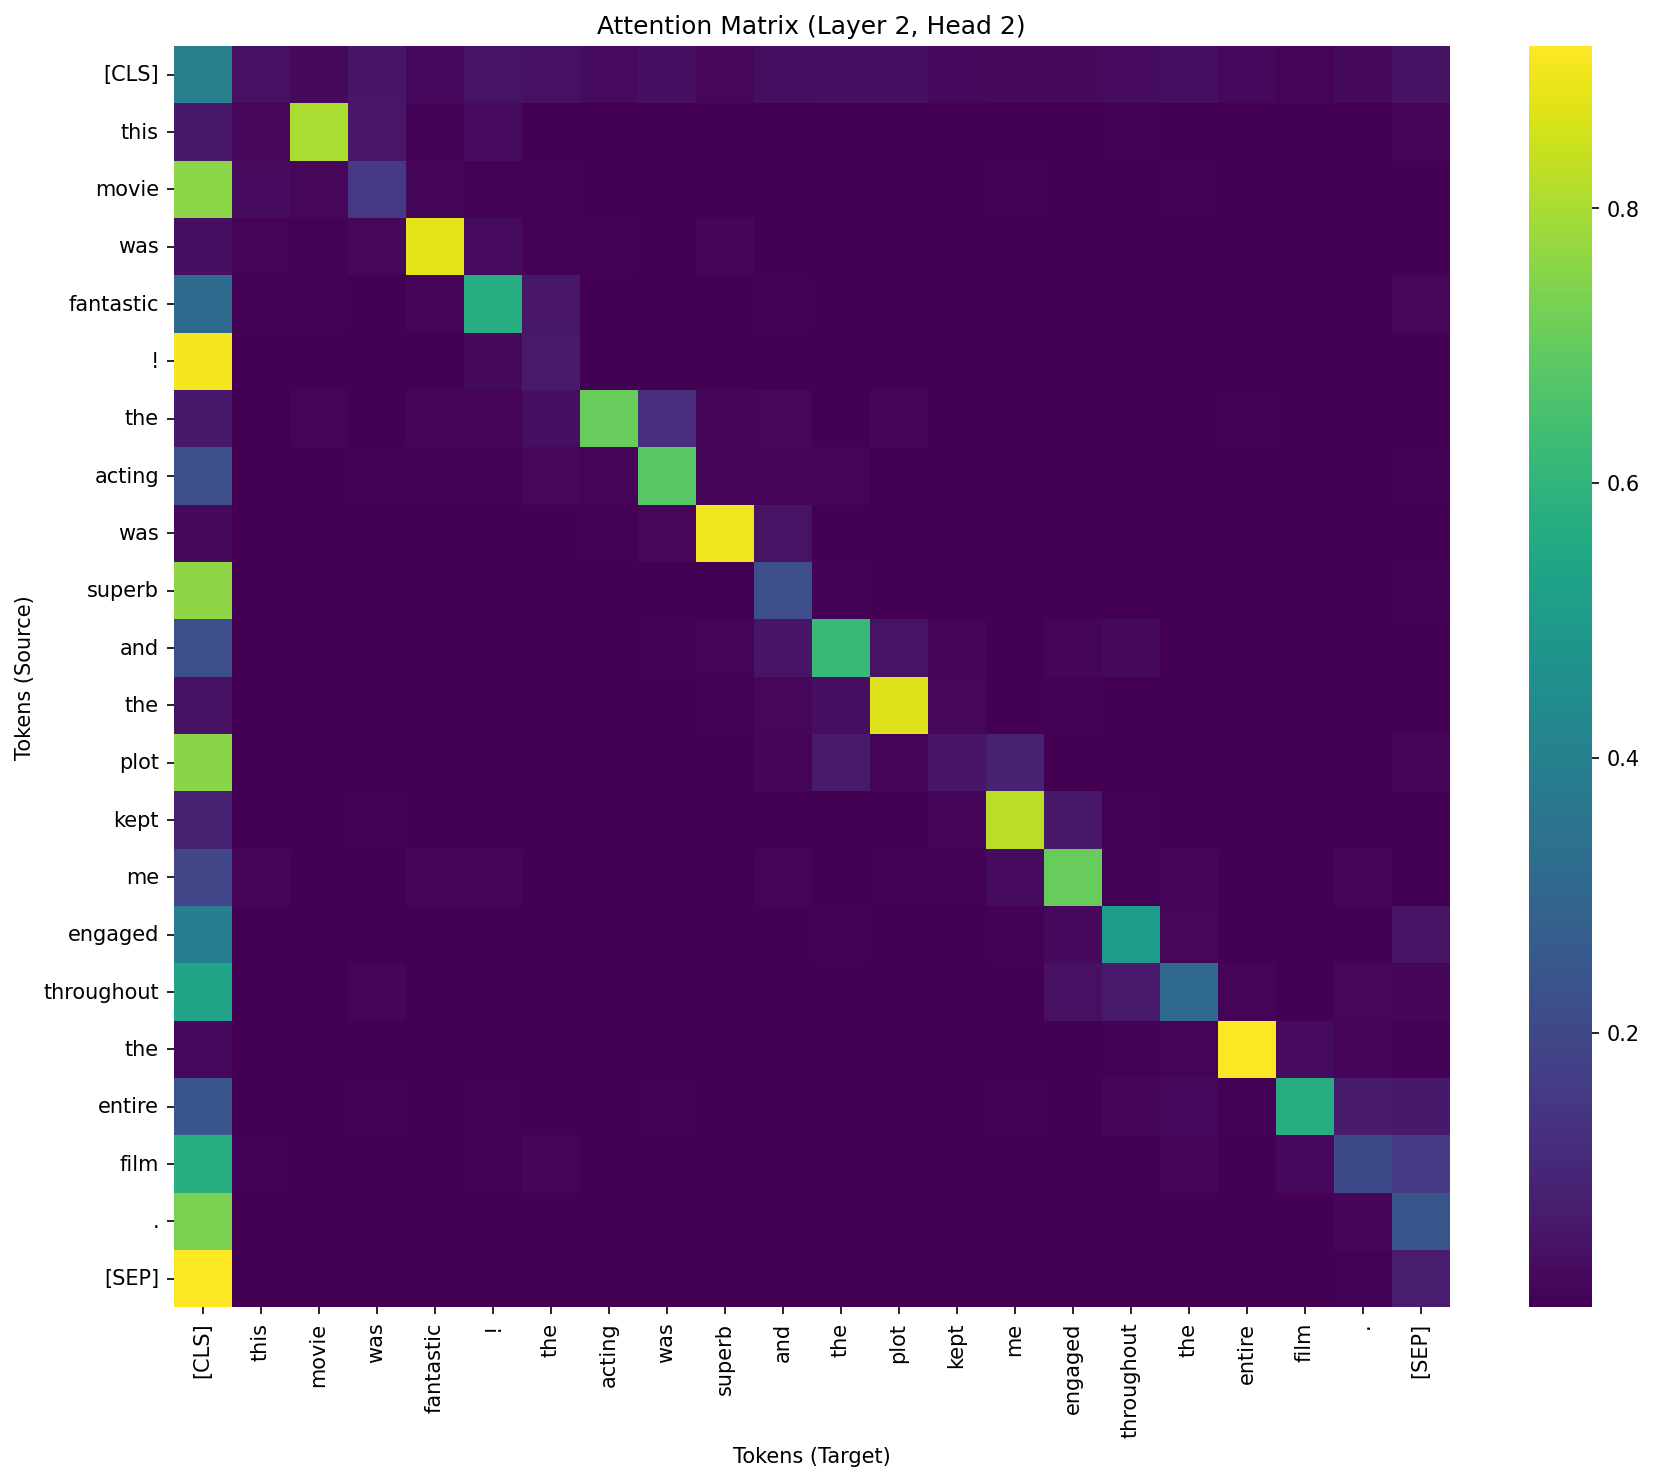 Attention Matrix (Layer 2, Head 2)
Tokens (Source)
[CLS]
this
movie
was
fantastic
!
the
acting
was
superb
and
the
plot
kept
me
engaged
throughout
the
entire
film
.
[SEP]
[CLS]
this
movie
was
fantastic
!
the
acting
was
superb
and
the
plot
kept
me
engaged
throughout
the
entire
film
.
[SEP]
Tokens (Target)
0.8
0.6
0.4
0.2